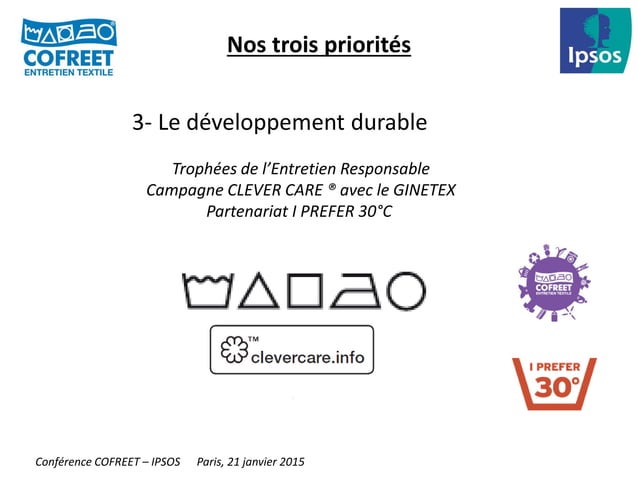 COFREET
ENTRETIEN TEXTILE
Nos trois priorités
Ipsos
3- Le développement durable
Trophées de l’Entretien Responsable
Campagne CLEVER CARE ® avec le GINETEX
Partenariat I PREFER 30°C
™
clevercare.info
COFREET
ENTRETIEN TEXTILE
I PREFER
30°
Conférence COFREET – IPSOS Paris, 21 janvier 2015